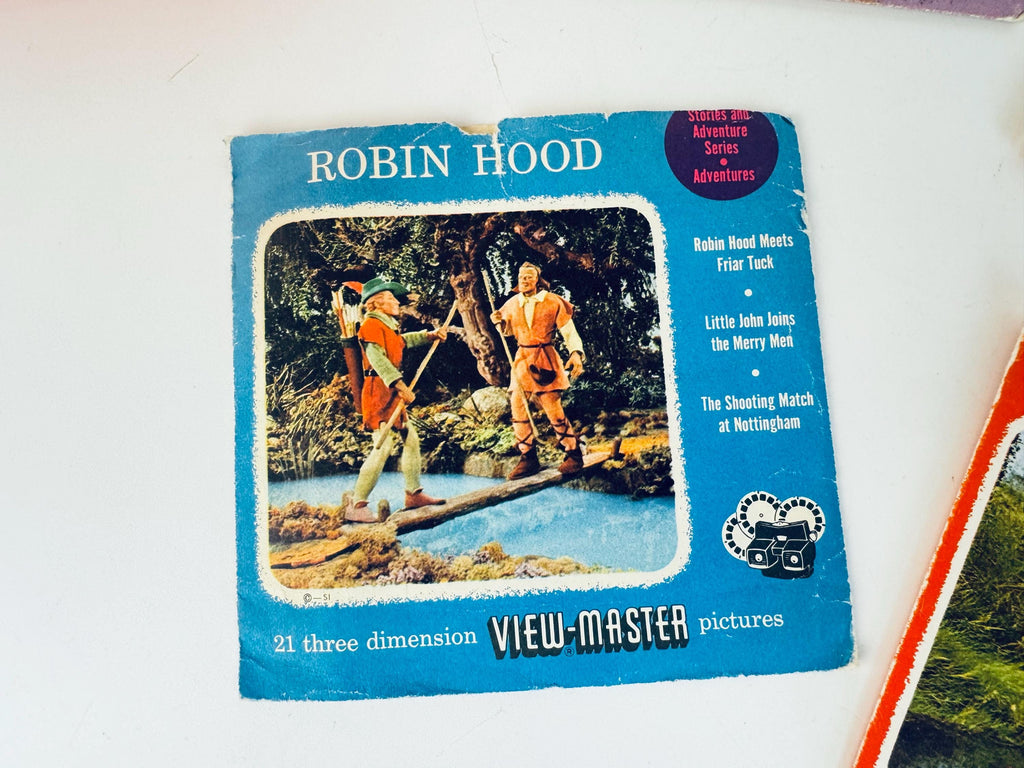 ROBIN HOOD
Stories and
Adventure
Series
•
Adventures
Robin Hood Meets
Friar Tuck
•
Little John Joins
the Merry Men
•
The Shooting Match
at Nottingham
©—SI
21 three dimension VIEW-MASTER® pictures